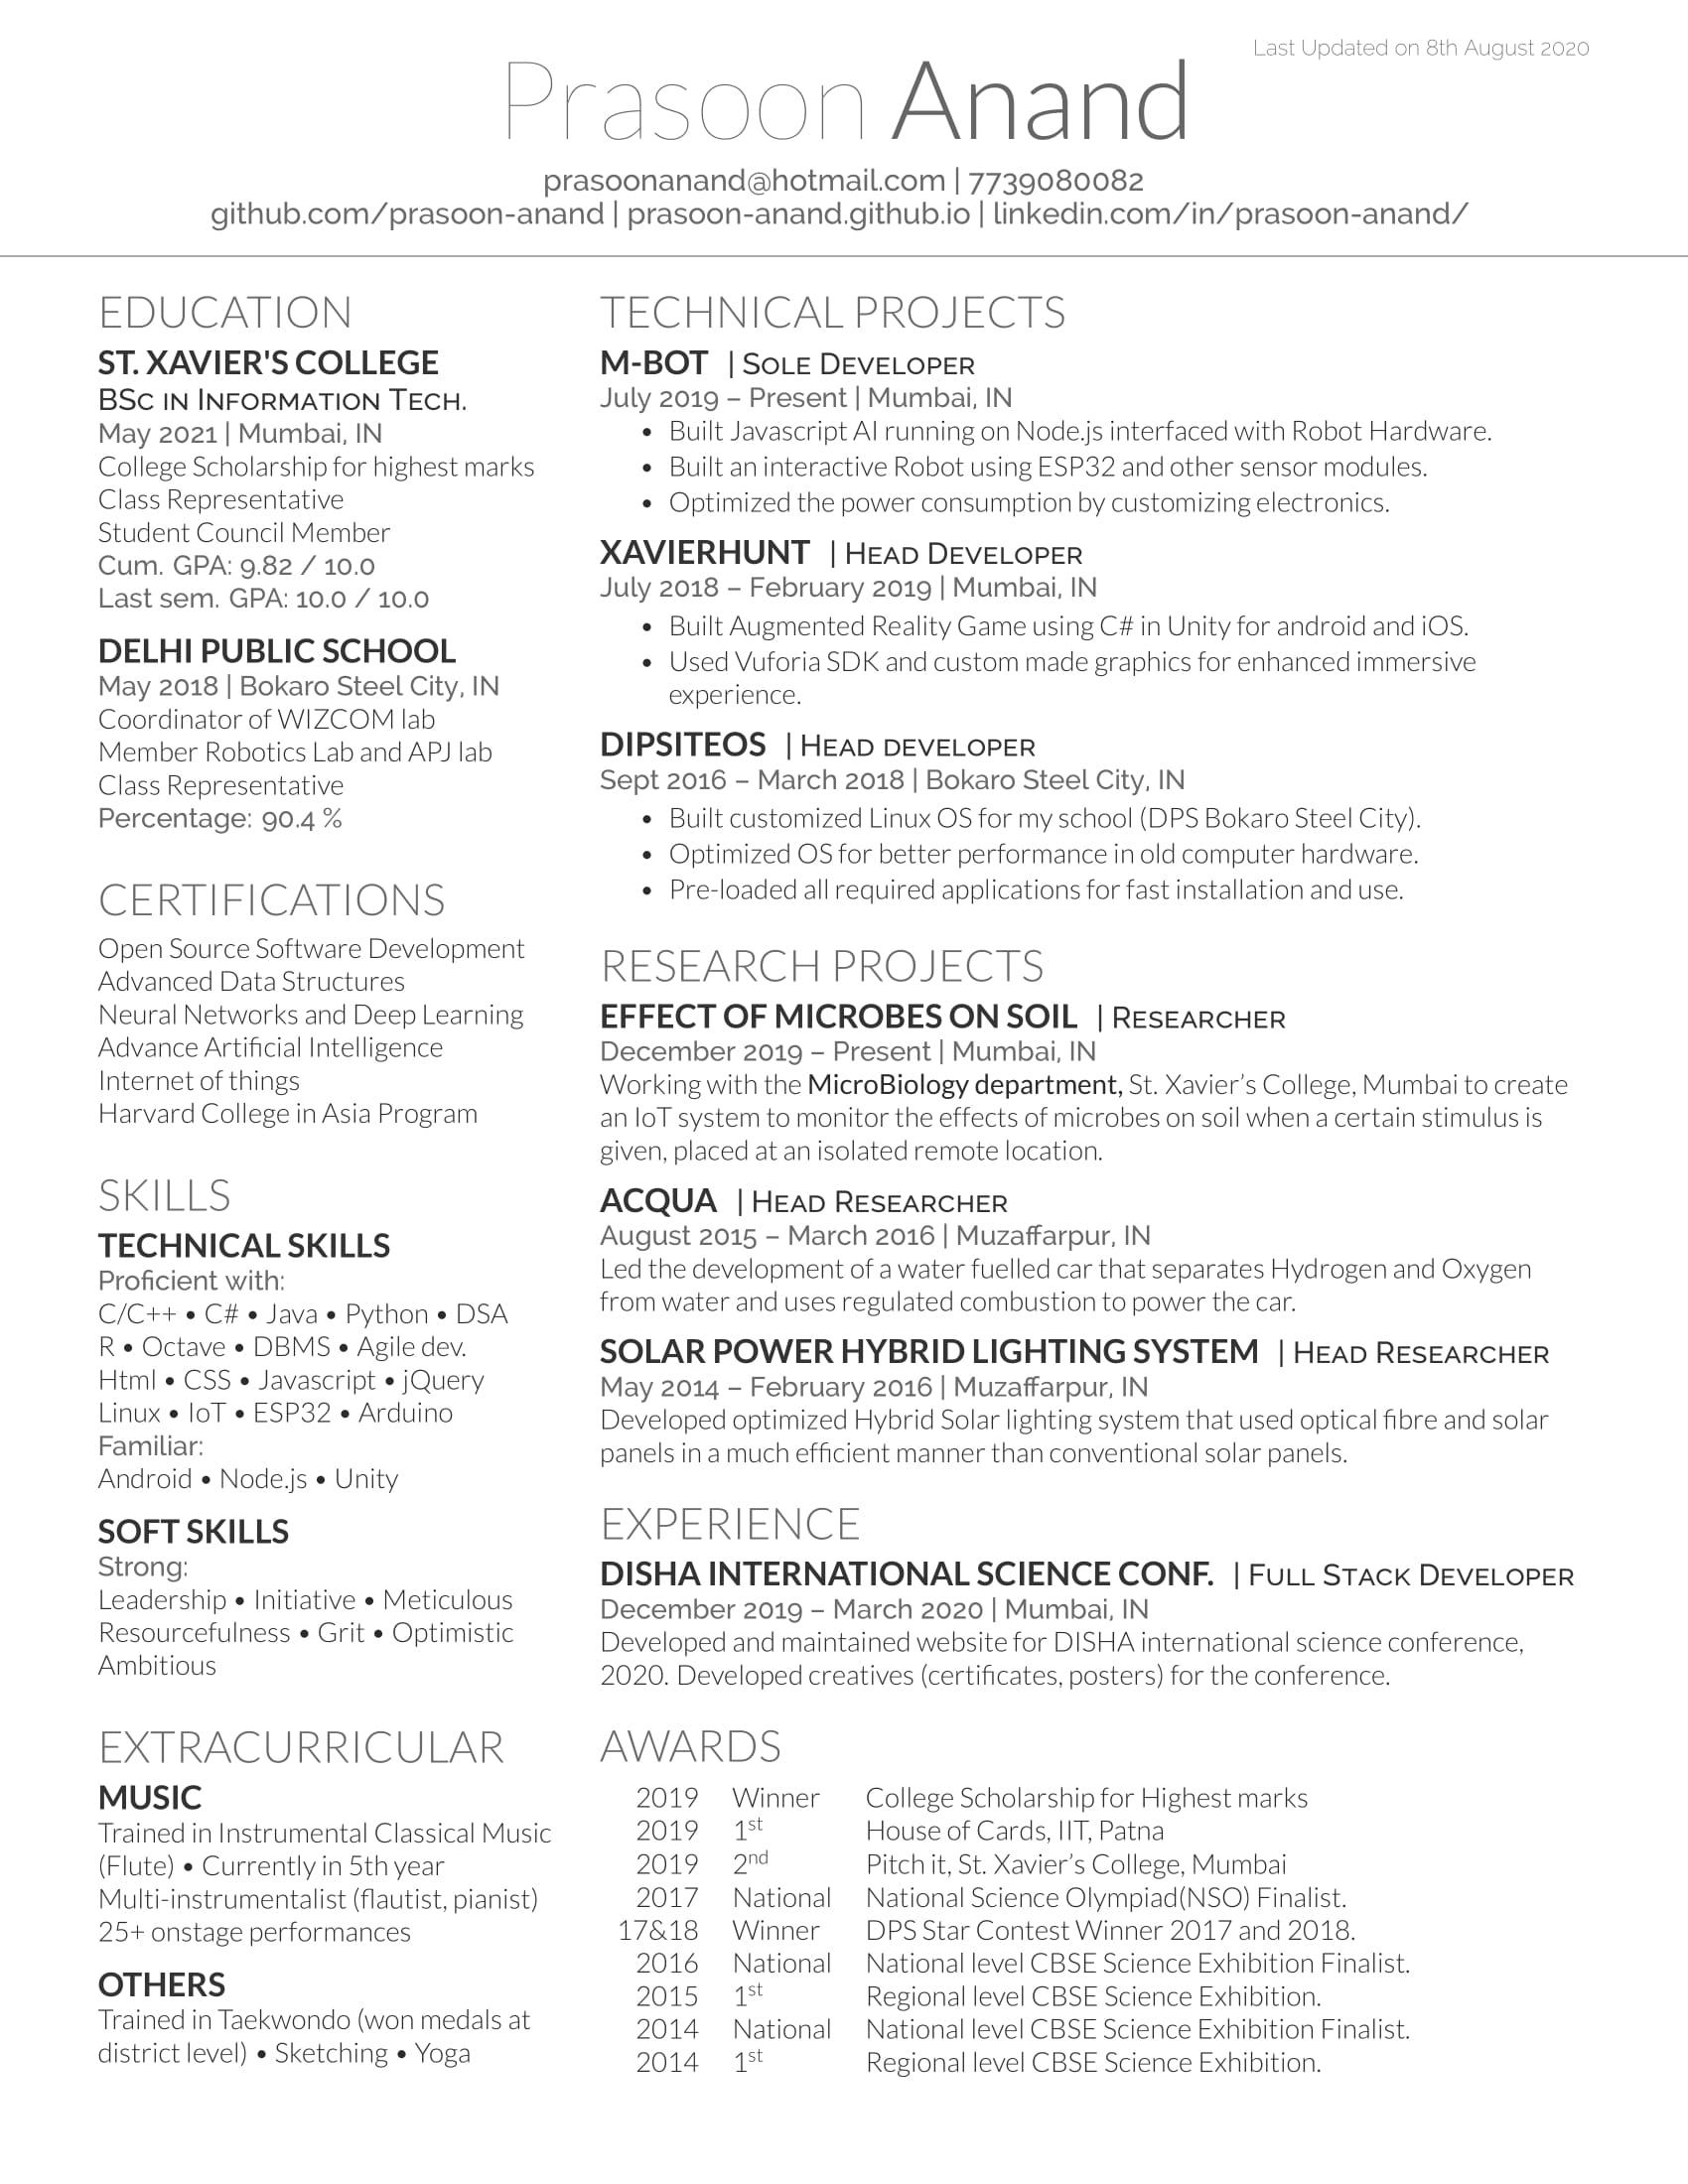 Last Updated on 8th August 2020
Prasoon Anand
prasoonanand@hotmail.com | 7739080082
github.com/prasoon-anand | prasoon-anand.github.io | linkedin.com/in/prasoon-anand/
EDUCATION
ST. XAVIER'S COLLEGE
BSc in Information Tech.
May 2021 | Mumbai, IN
College Scholarship for highest marks
Class Representative
Student Council Member
Cum. GPA: 9.82 / 10.0
Last sem. GPA: 10.0 / 10.0
DELHI PUBLIC SCHOOL
May 2018 | Bokaro Steel City, IN
Coordinator of WIZCOM lab
Member Robotics Lab and APJ lab
Class Representative
Percentage: 90.4 %
CERTIFICATIONS
Open Source Software Development
Advanced Data Structures
Neural Networks and Deep Learning
Advance Artificial Intelligence
Internet of things
Harvard College in Asia Program
SKILLS
TECHNICAL SKILLS
Proficient with:
C/C++ • C# • Java • Python • DSA
R • Octave • DBMS • Agile dev.
Html • CSS • Javascript • jQuery
Linux • IoT • ESP32 • Arduino
Familiar:
Android • Node.js • Unity
SOFT SKILLS
Strong:
Leadership • Initiative • Meticulous
Resourcefulness • Grit • Optimistic
Ambitious
EXTRACURRICULAR
MUSIC
Trained in Instrumental Classical Music
(Flute) • Currently in 5th year
Multi-instrumentalist (flautist, pianist)
25+ onstage performances
OTHERS
Trained in Taekwondo (won medals at
district level) • Sketching • Yoga
TECHNICAL PROJECTS
M-BOT | Sole Developer
July 2019 – Present | Mumbai, IN
• Built Javascript AI running on Node.js interfaced with Robot Hardware.
• Built an interactive Robot using ESP32 and other sensor modules.
• Optimized the power consumption by customizing electronics.
XAVIERHUNT | Head Developer
July 2018 – February 2019 | Mumbai, IN
• Built Augmented Reality Game using C# in Unity for android and iOS.
• Used Vuforia SDK and custom made graphics for enhanced immersive
experience.
DIPSITEOS | Head developer
Sept 2016 – March 2018 | Bokaro Steel City, IN
• Built customized Linux OS for my school (DPS Bokaro Steel City).
• Optimized OS for better performance in old computer hardware.
• Pre-loaded all required applications for fast installation and use.
RESEARCH PROJECTS
EFFECT OF MICROBES ON SOIL | Researcher
December 2019 – Present | Mumbai, IN
Working with the MicroBiology department, St. Xavier's College, Mumbai to create
an IoT system to monitor the effects of microbes on soil when a certain stimulus is
given, placed at an isolated remote location.
ACQUA | Head Researcher
August 2015 – March 2016 | Muzaffarpur, IN
Led the development of a water fuelled car that separates Hydrogen and Oxygen
from water and uses regulated combustion to power the car.
SOLAR POWER HYBRID LIGHTING SYSTEM | Head Researcher
May 2014 – February 2016 | Muzaffarpur, IN
Developed optimized Hybrid Solar lighting system that used optical fibre and solar
panels in a much efficient manner than conventional solar panels.
EXPERIENCE
DISHA INTERNATIONAL SCIENCE CONF. | Full Stack Developer
December 2019 – March 2020 | Mumbai, IN
Developed and maintained website for DISHA international science conference,
2020. Developed creatives (certificates, posters) for the conference.
AWARDS
2019 Winner College Scholarship for Highest marks
2019 1st House of Cards, IIT, Patna
2019 2nd Pitch it, St. Xavier's College, Mumbai
2017 National National Science Olympiad(NSO) Finalist.
17&18 Winner DPS Star Contest Winner 2017 and 2018.
2016 National National level CBSE Science Exhibition Finalist.
2015 1st Regional level CBSE Science Exhibition.
2014 National National level CBSE Science Exhibition Finalist.
2014 1st Regional level CBSE Science Exhibition.